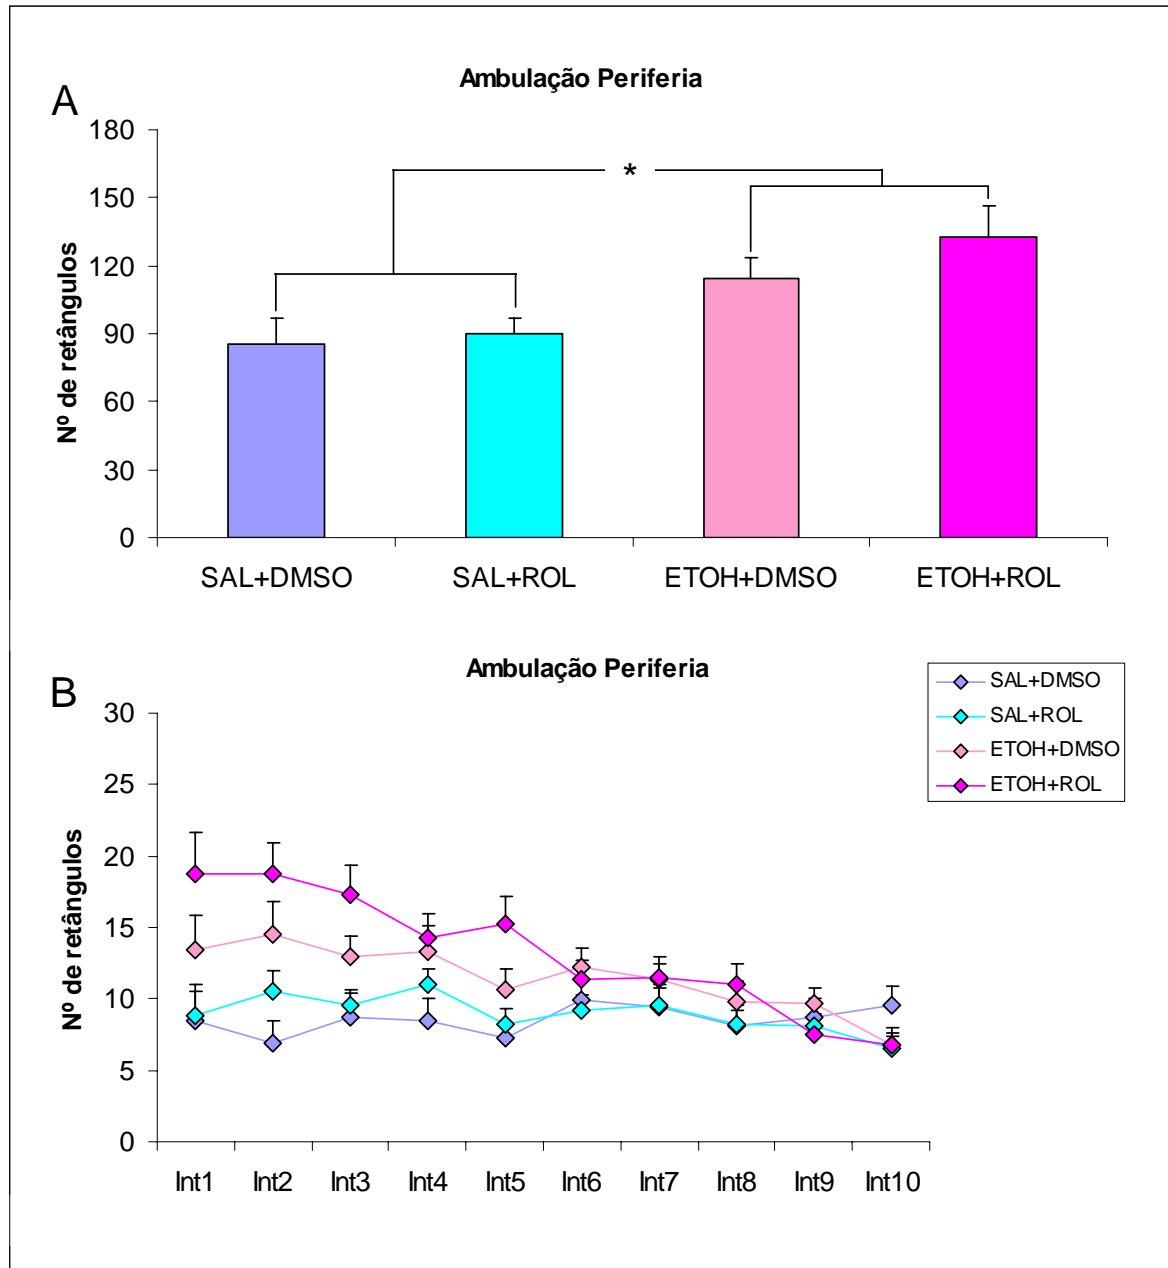 Ambulação Periferia
A
180
150
120
90
60
30
0
Nº de retângulos
*
SAL+DMSO SAL+ROL ETOH+DMSO ETOH+ROL
Ambulação Periferia
B
30
25
20
15
10
5
0
Nº de retângulos
Int1 Int2 Int3 Int4 Int5 Int6 Int7 Int8 Int9 Int10
SAL+DMSO
SAL+ROL
ETOH+DMSO
ETOH+ROL